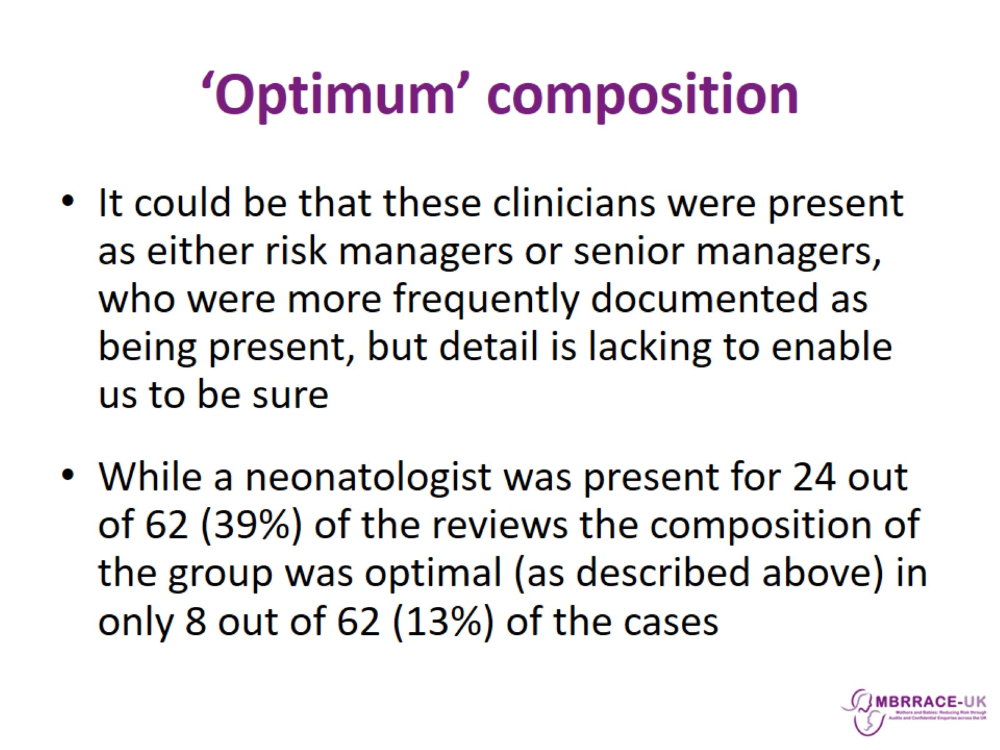 ‘Optimum’ composition
• It could be that these clinicians were present
as either risk managers or senior managers,
who were more frequently documented as
being present, but detail is lacking to enable
us to be sure
• While a neonatologist was present for 24 out
of 62 (39%) of the reviews the composition of
the group was optimal (as described above) in
only 8 out of 62 (13%) of the cases
MBRRACE-UK
Mothers and Babies: Reducing Risk through
Audits and Confidential Enquiries across the UK